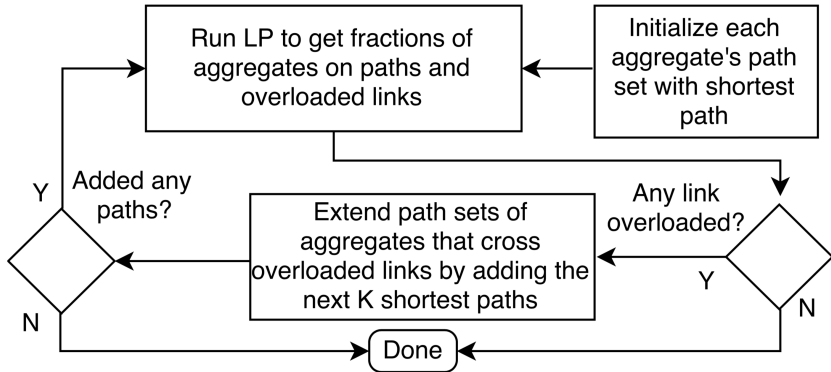 Run LP to get fractions of
aggregates on paths and
overloaded links
Initialize each
aggregate's path
set with shortest
path
Y
Added any
paths?
Extend path sets of
aggregates that cross
overloaded links by adding the
next K shortest paths
Any link
overloaded?
Y
N
N
Done